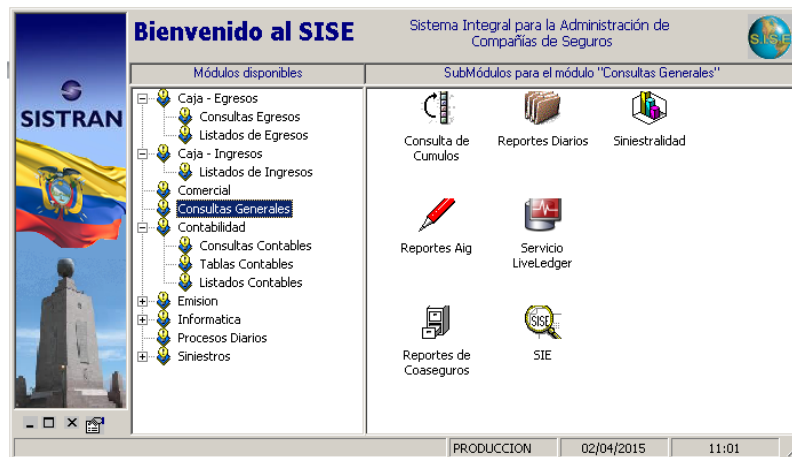 Bienvenido al SISE
Sistema Integral para la Administración de
Compañías de Seguros
S.I.S.E
Módulos disponibles
SubMódulos para el módulo "Consultas Generales"
SISTRAN
Caja - Egresos
Consultas Egresos
Listados de Egresos
Caja - Ingresos
Listados de Ingresos
Comercial
Consultas Generales
Contabilidad
Consultas Contables
Tablas Contables
Listados Contables
Emision
Informatica
Procesos Diarios
Siniestros
Consulta de
Cumulos
Reportes Diarios
Siniestralidad
Reportes Aig
Servicio
LiveLedger
Reportes de
Coaseguros
SISE
SIE
PRODUCCION
02/04/2015
11:01